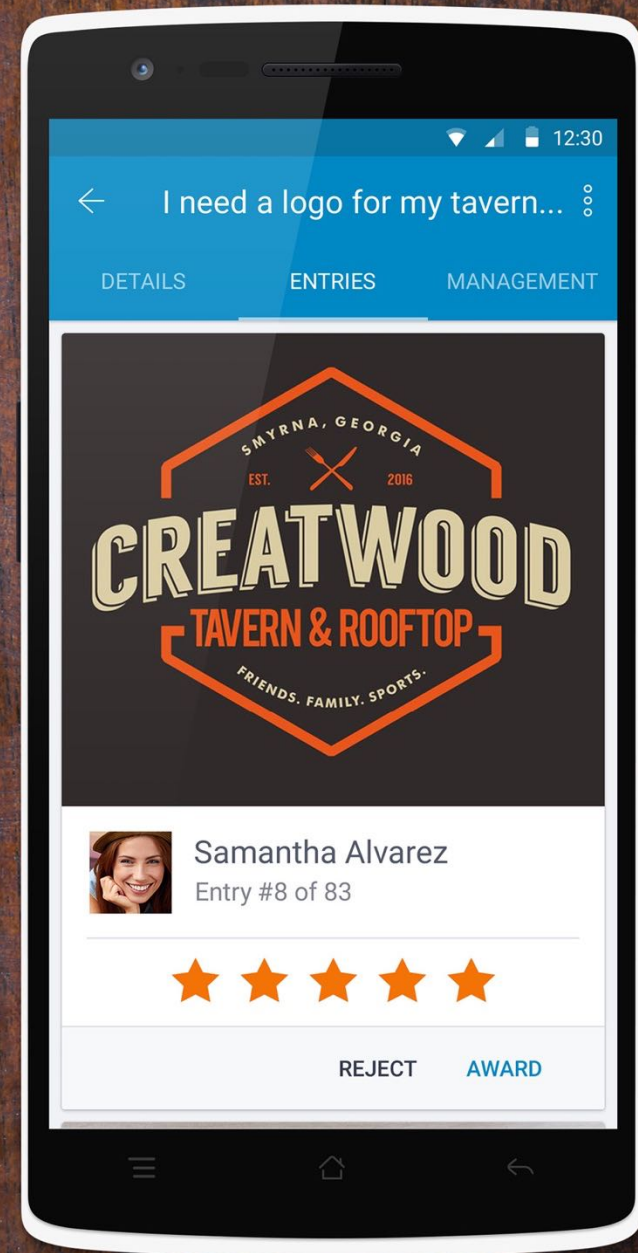 12:30
I need a logo for my tavern...
DETAILS ENTRIES MANAGEMENT
SMYRNA, GEORGIA
EST. 2016
CREATWOOD
TAVERN & ROOFTOP
FRIENDS. FAMILY. SPORTS.
Samantha Alvarez
Entry #8 of 83
REJECT AWARD